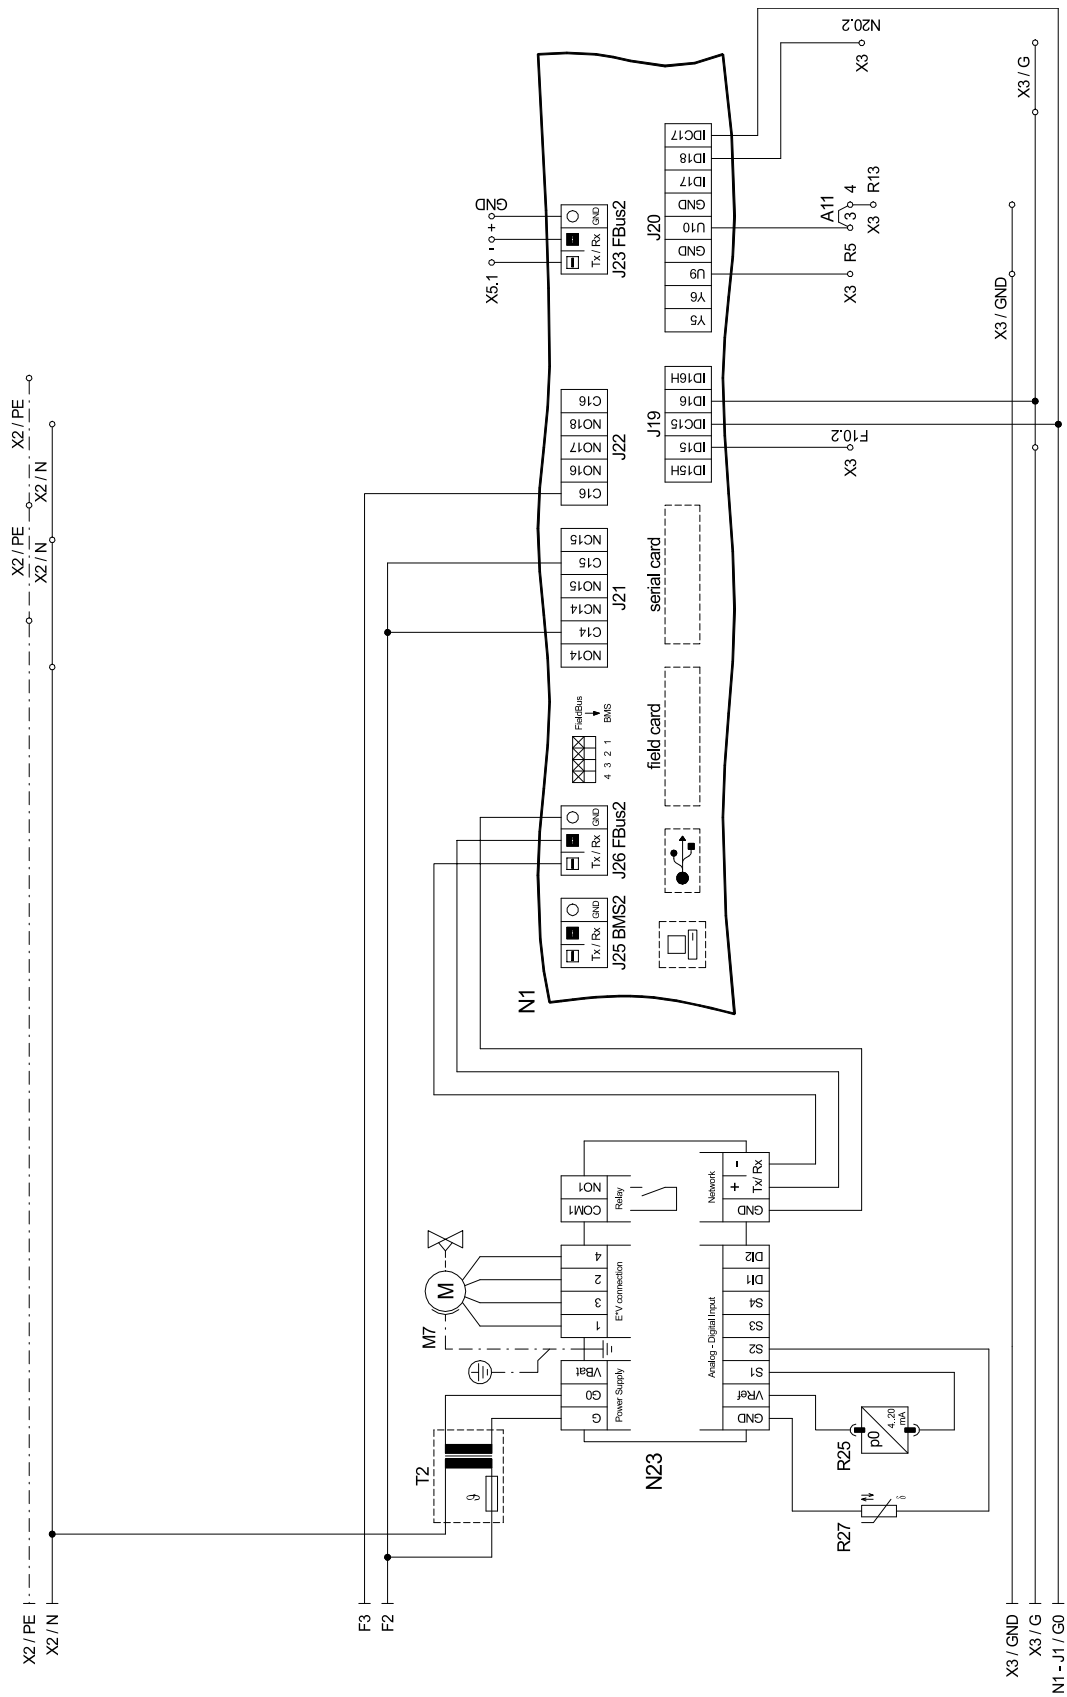 X2 / PE
X2 / N
X2 / PE
X2 / N
X2 / PE
X2 / N
F3
F2
X3 / GND
X3 / G
N1 - J1 / G0
X3 / GND
X3 / G
T2
ϑ
M7
M
N23
G
G0
VBat
Power Supply
1
3
2
4
E*V connection
COM1
NO1
Relay
GND
VRef
S1
S2
S3
S4
DI1
DI2
Analog - Digital Input
GND
+
-
Tx/ Rx
Network
R25
p0
4..20
mA
R27
δ
N1
Tx / Rx
GND
J25 BMS2
Tx / Rx
GND
J26 FBus2
4 3 2 1
FieldBus
BMS
field card
serial card
NO14
C14
NC14
NO15
C15
NC15
J21
C16
NO16
NO17
NO18
C16
J22
ID15H
ID15
IDC15
ID16
ID16H
J19
X3
F10.2
X5.1
-
+
GND
Tx / Rx
GND
J23 FBus2
Y5
Y6
U9
GND
U10
GND
ID17
ID18
IDC17
J20
X3
R5
A11
3
4
X3
R13
X3
N20.2